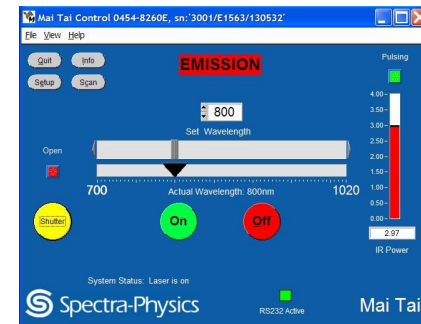 Mai Tai Control 0454-8260E, sn:'3001/E1563/130532'
File View Help
Quit Info
Setup Scan
EMISSION
Pulsing
800
Set Wavelength
Open
700 Actual Wavelength: 800nm 1020
4.00
3.50
3.00
2.50
2.00
1.50
1.00
0.50
0.00
2.97
IR Power
Shutter On Off
System Status: Laser is on
Spectra-Physics
RS232 Active
Mai Tai